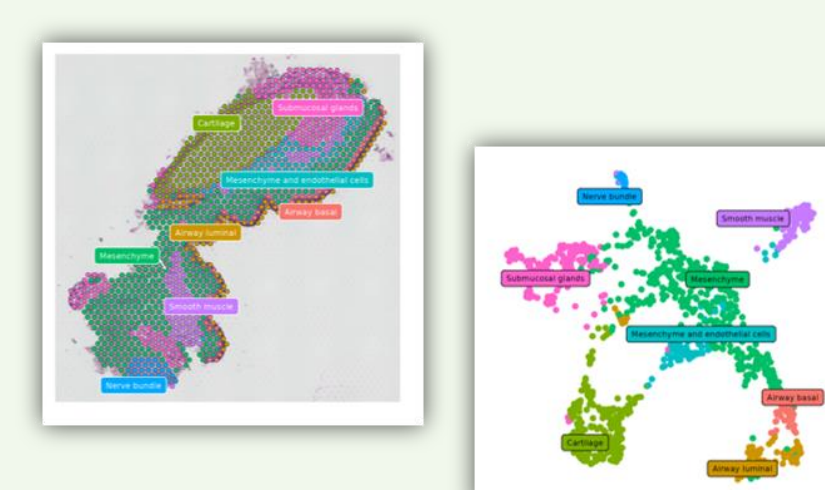 Submucosal glands
Cartilage
Mesenchyme and endothelial cells
Airway basal
Airway luminal
Mesenchyme
Smooth muscle
Nerve bundle
Nerve bundle
Smooth muscle
Submucosal glands
Mesenchyme
Mesenchyme and endothelial cells
Airway basal
Cartilage
Airway luminal